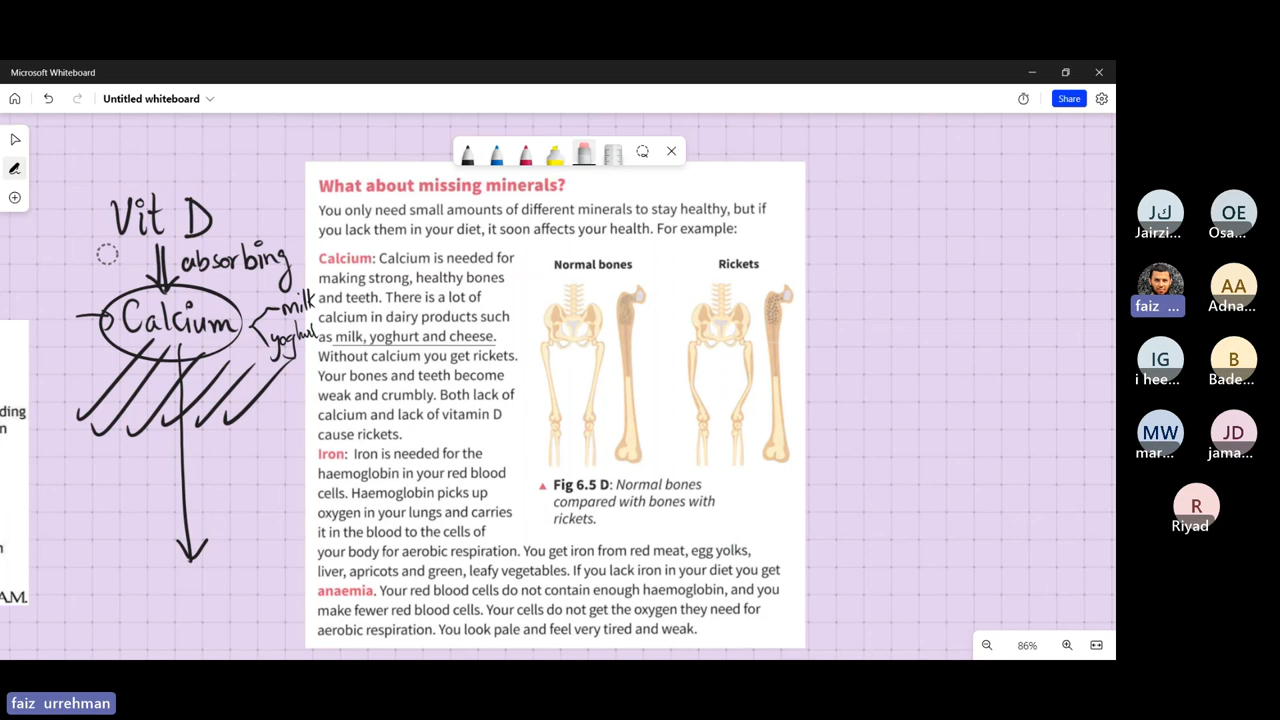 Microsoft Whiteboard
Untitled whiteboard
Share
Vit D
absorbing
Calcium
milk
yoghu
ding
n
AM.
What about missing minerals?
You only need small amounts of different minerals to stay healthy, but if
you lack them in your diet, it soon affects your health. For example:
Calcium: Calcium is needed for
making strong, healthy bones
and teeth. There is a lot of
calcium in dairy products such
as milk, yoghurt and cheese.
Without calcium you get rickets.
Your bones and teeth become
weak and crumbly. Both lack of
calcium and lack of vitamin D
cause rickets.
Iron: Iron is needed for the
haemoglobin in your red blood
cells. Haemoglobin picks up
oxygen in your lungs and carries
it in the blood to the cells of
your body for aerobic respiration. You get iron from red meat, egg yolks,
liver, apricots and green, leafy vegetables. If you lack iron in your diet you get
anaemia. Your red blood cells do not contain enough haemoglobin, and you
make fewer red blood cells. Your cells do not get the oxygen they need for
aerobic respiration. You look pale and feel very tired and weak.
Normal bones
Rickets
Fig 6.5 D: Normal bones
compared with bones with
rickets.
86%
كJ
Jairzi...
OE
Osa...
faiz ...
AA
Adna...
IG
i hee...
B
Bade...
MW
mar...
JD
jama...
R
Riyad
faiz urrehman